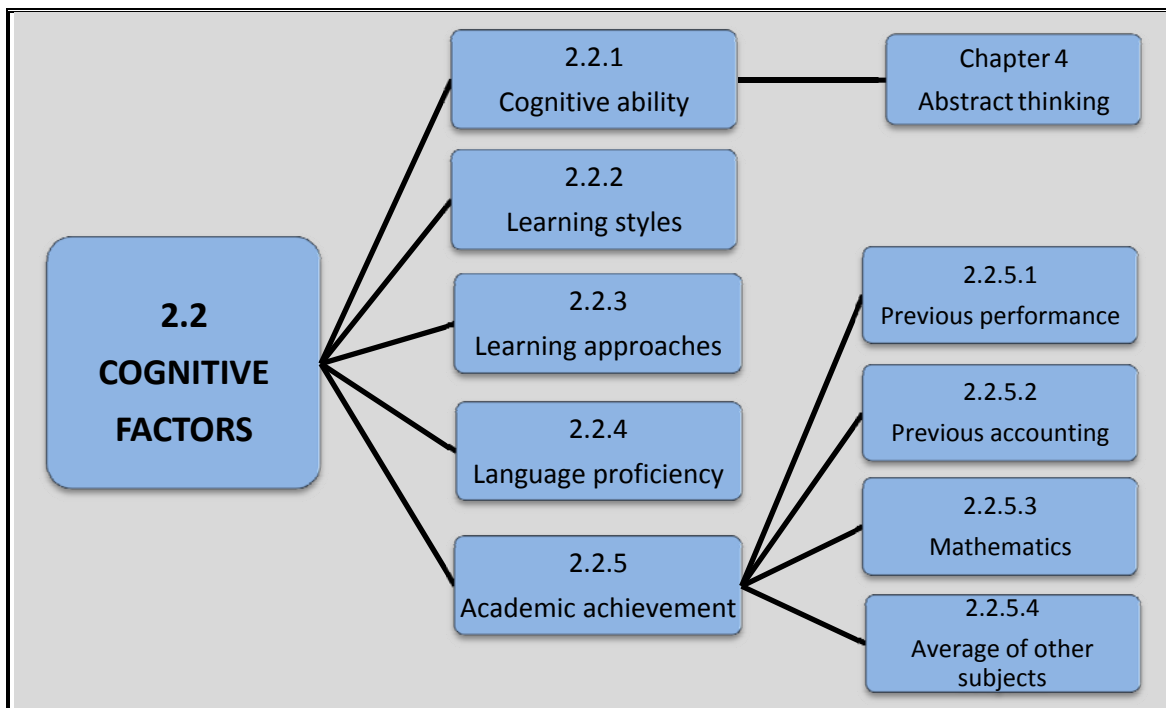 2.2
COGNITIVE
FACTORS
2.2.1
Cognitive ability
Chapter 4
Abstract thinking
2.2.2
Learning styles
2.2.3
Learning approaches
2.2.4
Language proficiency
2.2.5
Academic achievement
2.2.5.1
Previous performance
2.2.5.2
Previous accounting
2.2.5.3
Mathematics
2.2.5.4
Average of other
subjects